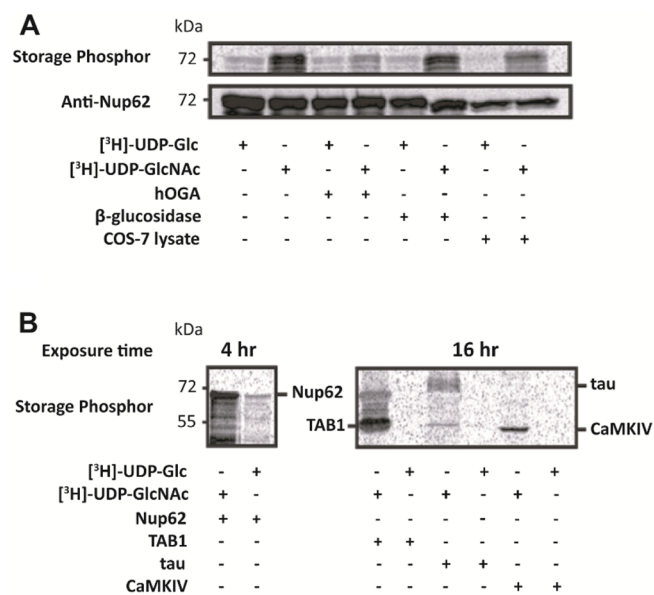 A
kDa
Storage Phosphor 72
Anti-Nup62 72
[³H]-UDP-Glc + - + - + - + -
[³H]-UDP-GlcNAc - + - + - + - +
hOGA - - + + - - - -
β-glucosidase - - - - + + - -
COS-7 lysate - - - - - - + +
B
kDa
Exposure time 4 hr 16 hr
72 Nup62 tau
Storage Phosphor
55 TAB1 CaMKIV
[³H]-UDP-Glc - + - + - + - +
[³H]-UDP-GlcNAc + - + - + - + -
Nup62 + + - - - - - -
TAB1 - - + + - - - -
tau - - - - + + - -
CaMKIV - - - - - - + +